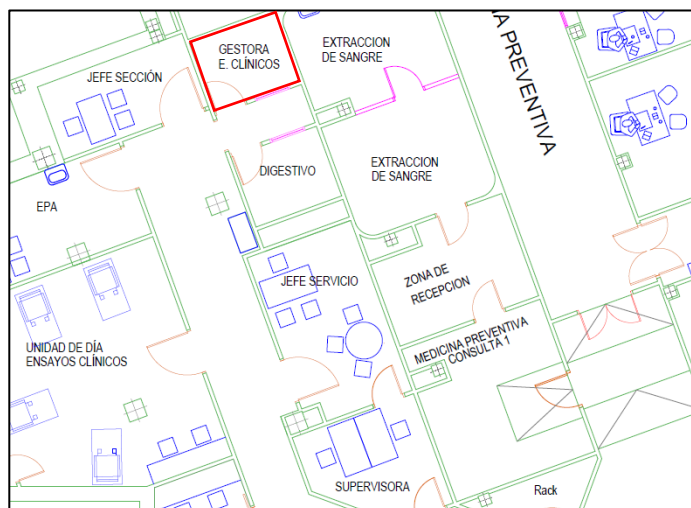 GESTORA
E. CLÍNICOS
EXTRACCION
DE SANGRE
JEFE SECCIÓN
PREVENTIVA
DIGESTIVO
EXTRACCION
DE SANGRE
EPA
JEFE SERVICIO
ZONA DE
RECEPCION
UNIDAD DE DÍA
ENSAYOS CLÍNICOS
MEDICINA PREVENTIVA
CONSULTA 1
SUPERVISORA
Rack